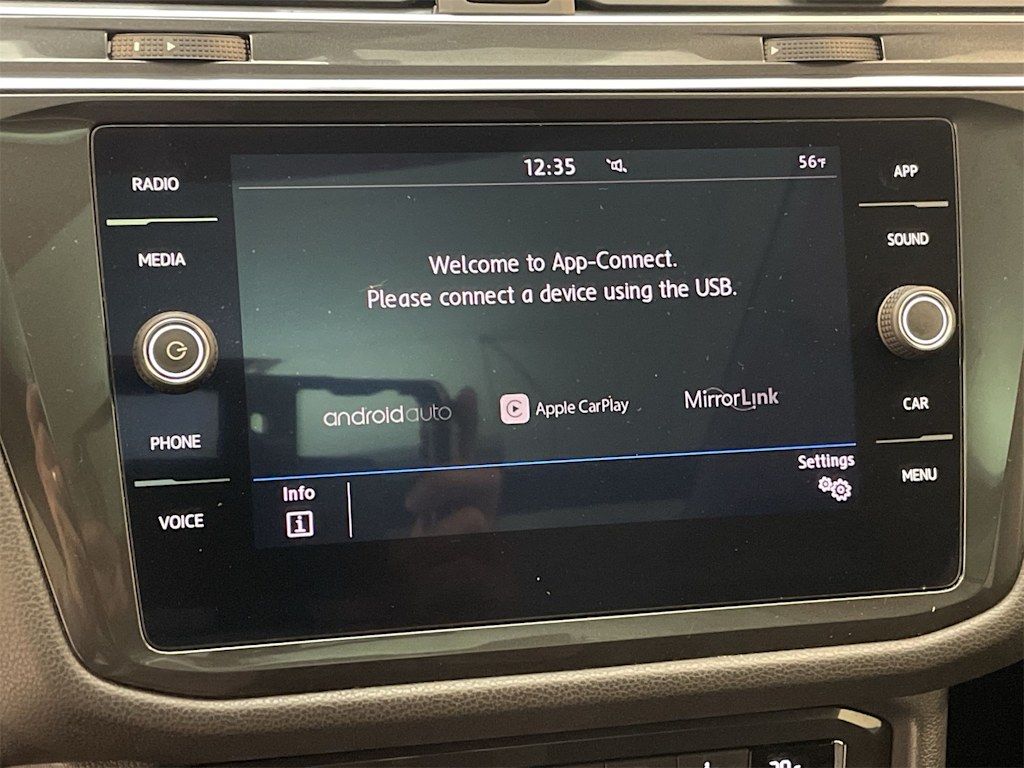 12:35
56°F
RADIO
MEDIA
PHONE
VOICE
Welcome to App-Connect.
Please connect a device using the USB.
androidauto
Apple CarPlay
MirrorLink
Info
i
Settings
APP
SOUND
CAR
MENU